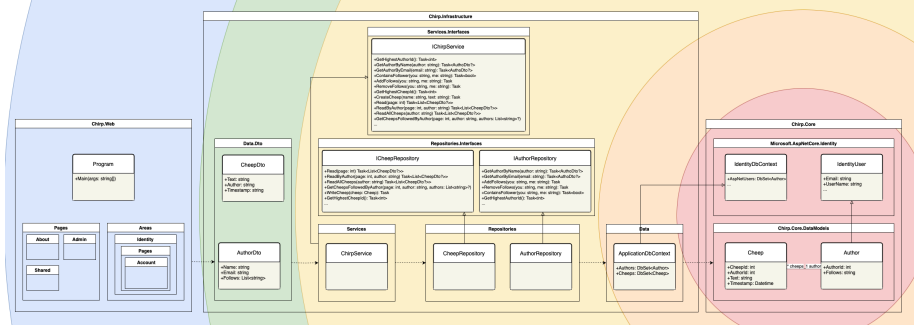 Chirp.Infrastructure
Services.Interfaces
IChirpService
+GetHighestAuthorId(): Task<int>
+GetAuthorByName(author: string): Task<AuthoDto?>
+GetAuthorByEmail(email: string): Task<AuthoDto?>
+ContainsFollower(you: string, me: string): Task<bool>
+AddFollows(you: string, me: string): Task
+RemoveFollows(you: string, me: string): Task
+GetHighestCheepId(): Task<int>
+CreateCheep(name: string, text: string): Task
+Read(page: int): Task<List<CheepDto?>>
+ReadByAuthor(page: int, author: string): Task<List<CheepDto?>>
+ReadAllCheeps(author: string): Task<List<CheepDto?>>
+GetCheepsFollowedByAuthor(page: int, author: string, authors: List<string>?)
...
Chirp.Web
Program
+Main(args: string[])
Pages
About
Admin
Shared
Areas
Identity
Pages
Account
Data.Dto
CheepDto
+Text: string
+Author: string
+Timestamp: string
AuthorDto
+Name: string
+Email: string
+Follows: List<string>
Repositories.Interfaces
ICheepRepository
+Read(page: int) Task<List<CheepDto?>>
+ReadByAuthor(page: int, author: string) Task<List<CheepDto?>>
+ReadAllCheeps(author: string) Task<List<CheepDto?>>
+GetCheepsFollowedByAuthor(page: int, author: string, authors: List<string>?)
+WriteCheep(cheep: Cheep) Task
+GetHighestCheepId() Task<int>
...
IAuthorRepository
+GetAuthorByName(author: string) Task<AuthorDto?>
+GetAuthorByEmail(email: string) Task<AuthorDto?>
+AddFollows(you: string, me: string) Task
+RemoveFollows(you: string, me: string) Task
+ContainsFollower(you: string, me: string) Task<bool>
+GetHighestAuthorId() Task<int>
...
Services
ChirpService
Repositories
CheepRepository
AuthorRepository
Data
ApplicationDbContext
+Authors: DbSet<Author>
+Cheeps: DbSet<Cheep>
Chirp.Core
Microsoft.AspNetCore.Identity
IdentityDbContext
+AspNetUsers: DbSet<Author>
...
IdentityUser
+Email: string
+UserName: string
...
Chirp.Core.DataModels
Cheep
+CheepId: int
+AuthorId: int
+Text: string
+Timestamp: Datetime
* cheeps
author
Author
+AuthorId: int
+Follows: string